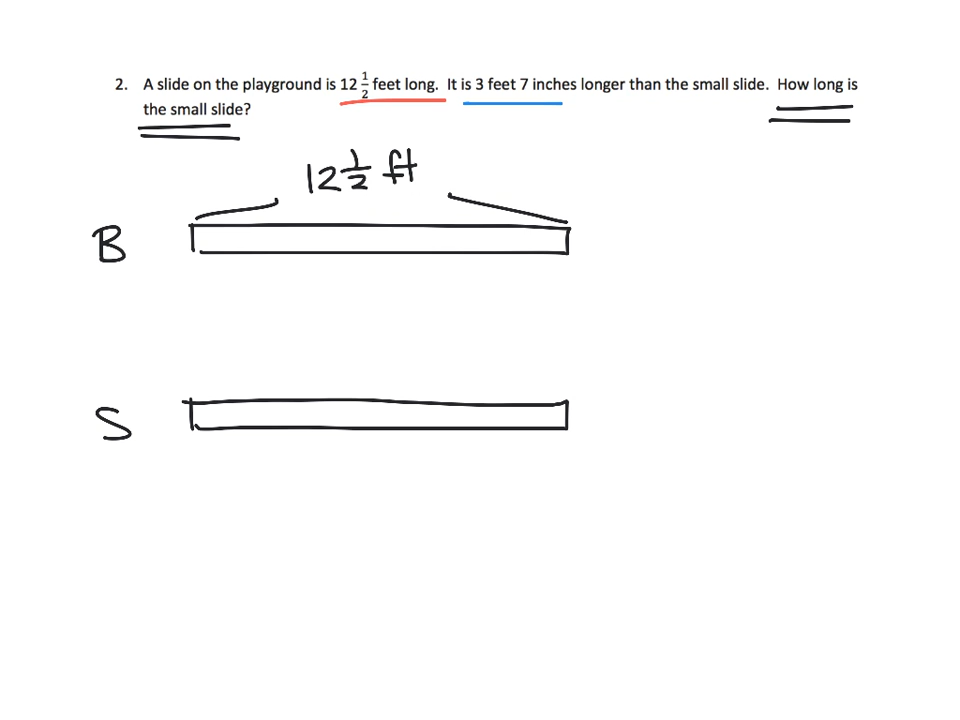 2. A slide on the playground is 12 1/2 feet long. It is 3 feet 7 inches longer than the small slide. How long is
the small slide?
12 1/2 ft
B
S